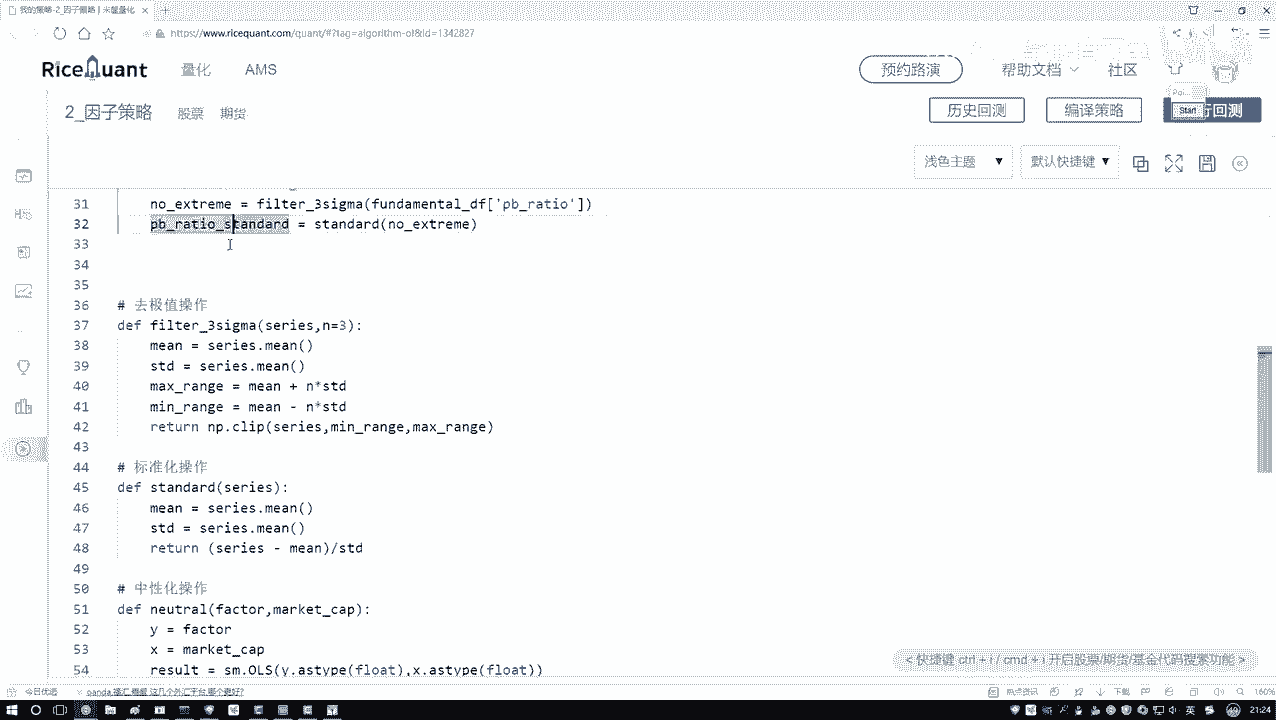 我的策略-2_因子策略 | 米筐量化
https://www.ricequant.com/quant/#?tag=algorithm-of&id=1342827
RiceQuant 量化 AMS 预约路演 帮助文档 社区
2_因子策略 股票 期货 历史回测 编译策略 行回测
Start
浅色主题 默认快捷键
31 no_extreme = filter_3sigma(fundamental_df['pb_ratio'])
32 pb_ratio_standard = standard(no_extreme)
33
34
35
36 # 去极值操作
37 def filter_3sigma(series,n=3):
38 mean = series.mean()
39 std = series.mean()
40 max_range = mean + n*std
41 min_range = mean - n*std
42 return np.clip(series,min_range,max_range)
43
44 # 标准化操作
45 def standard(series):
46 mean = series.mean()
47 std = series.mean()
48 return (series - mean)/std
49
50 # 中性化操作
51 def neutral(factor,market_cap):
52 y = factor
53 x = market_cap
54 result = sm.OLS(y.astype(float),x.astype(float))
快捷键 ctrl + i / cmd + i 开启股票/期货/基金代码搜索功能
今日优选 oanda,福汇,嘉盛,这几个外汇平台哪个更好? 热点资讯 下载 160%
英 21:24